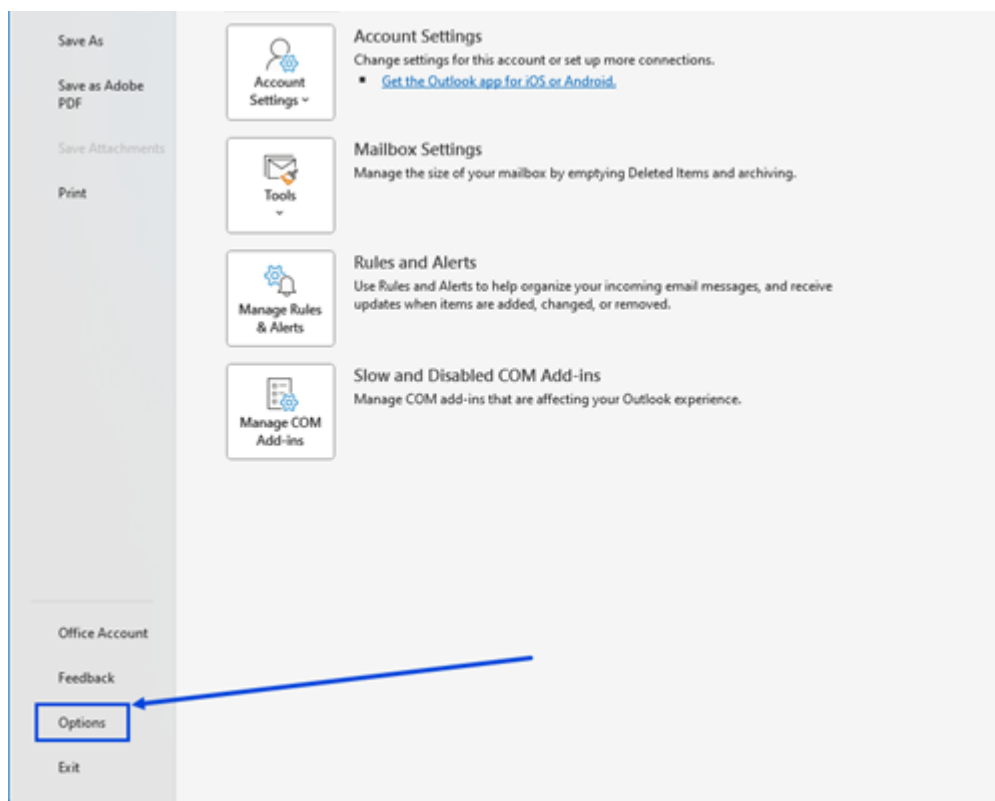 Save As
Save as Adobe
PDF
Save Attachments
Print
Office Account
Feedback
Options
Exit
Account
Settings
Account Settings
Change settings for this account or set up more connections.
▪ Get the Outlook app for iOS or Android.
Tools
Mailbox Settings
Manage the size of your mailbox by emptying Deleted Items and archiving.
Manage Rules
& Alerts
Rules and Alerts
Use Rules and Alerts to help organize your incoming email messages, and receive
updates when items are added, changed, or removed.
Manage COM
Add-ins
Slow and Disabled COM Add-ins
Manage COM add-ins that are affecting your Outlook experience.